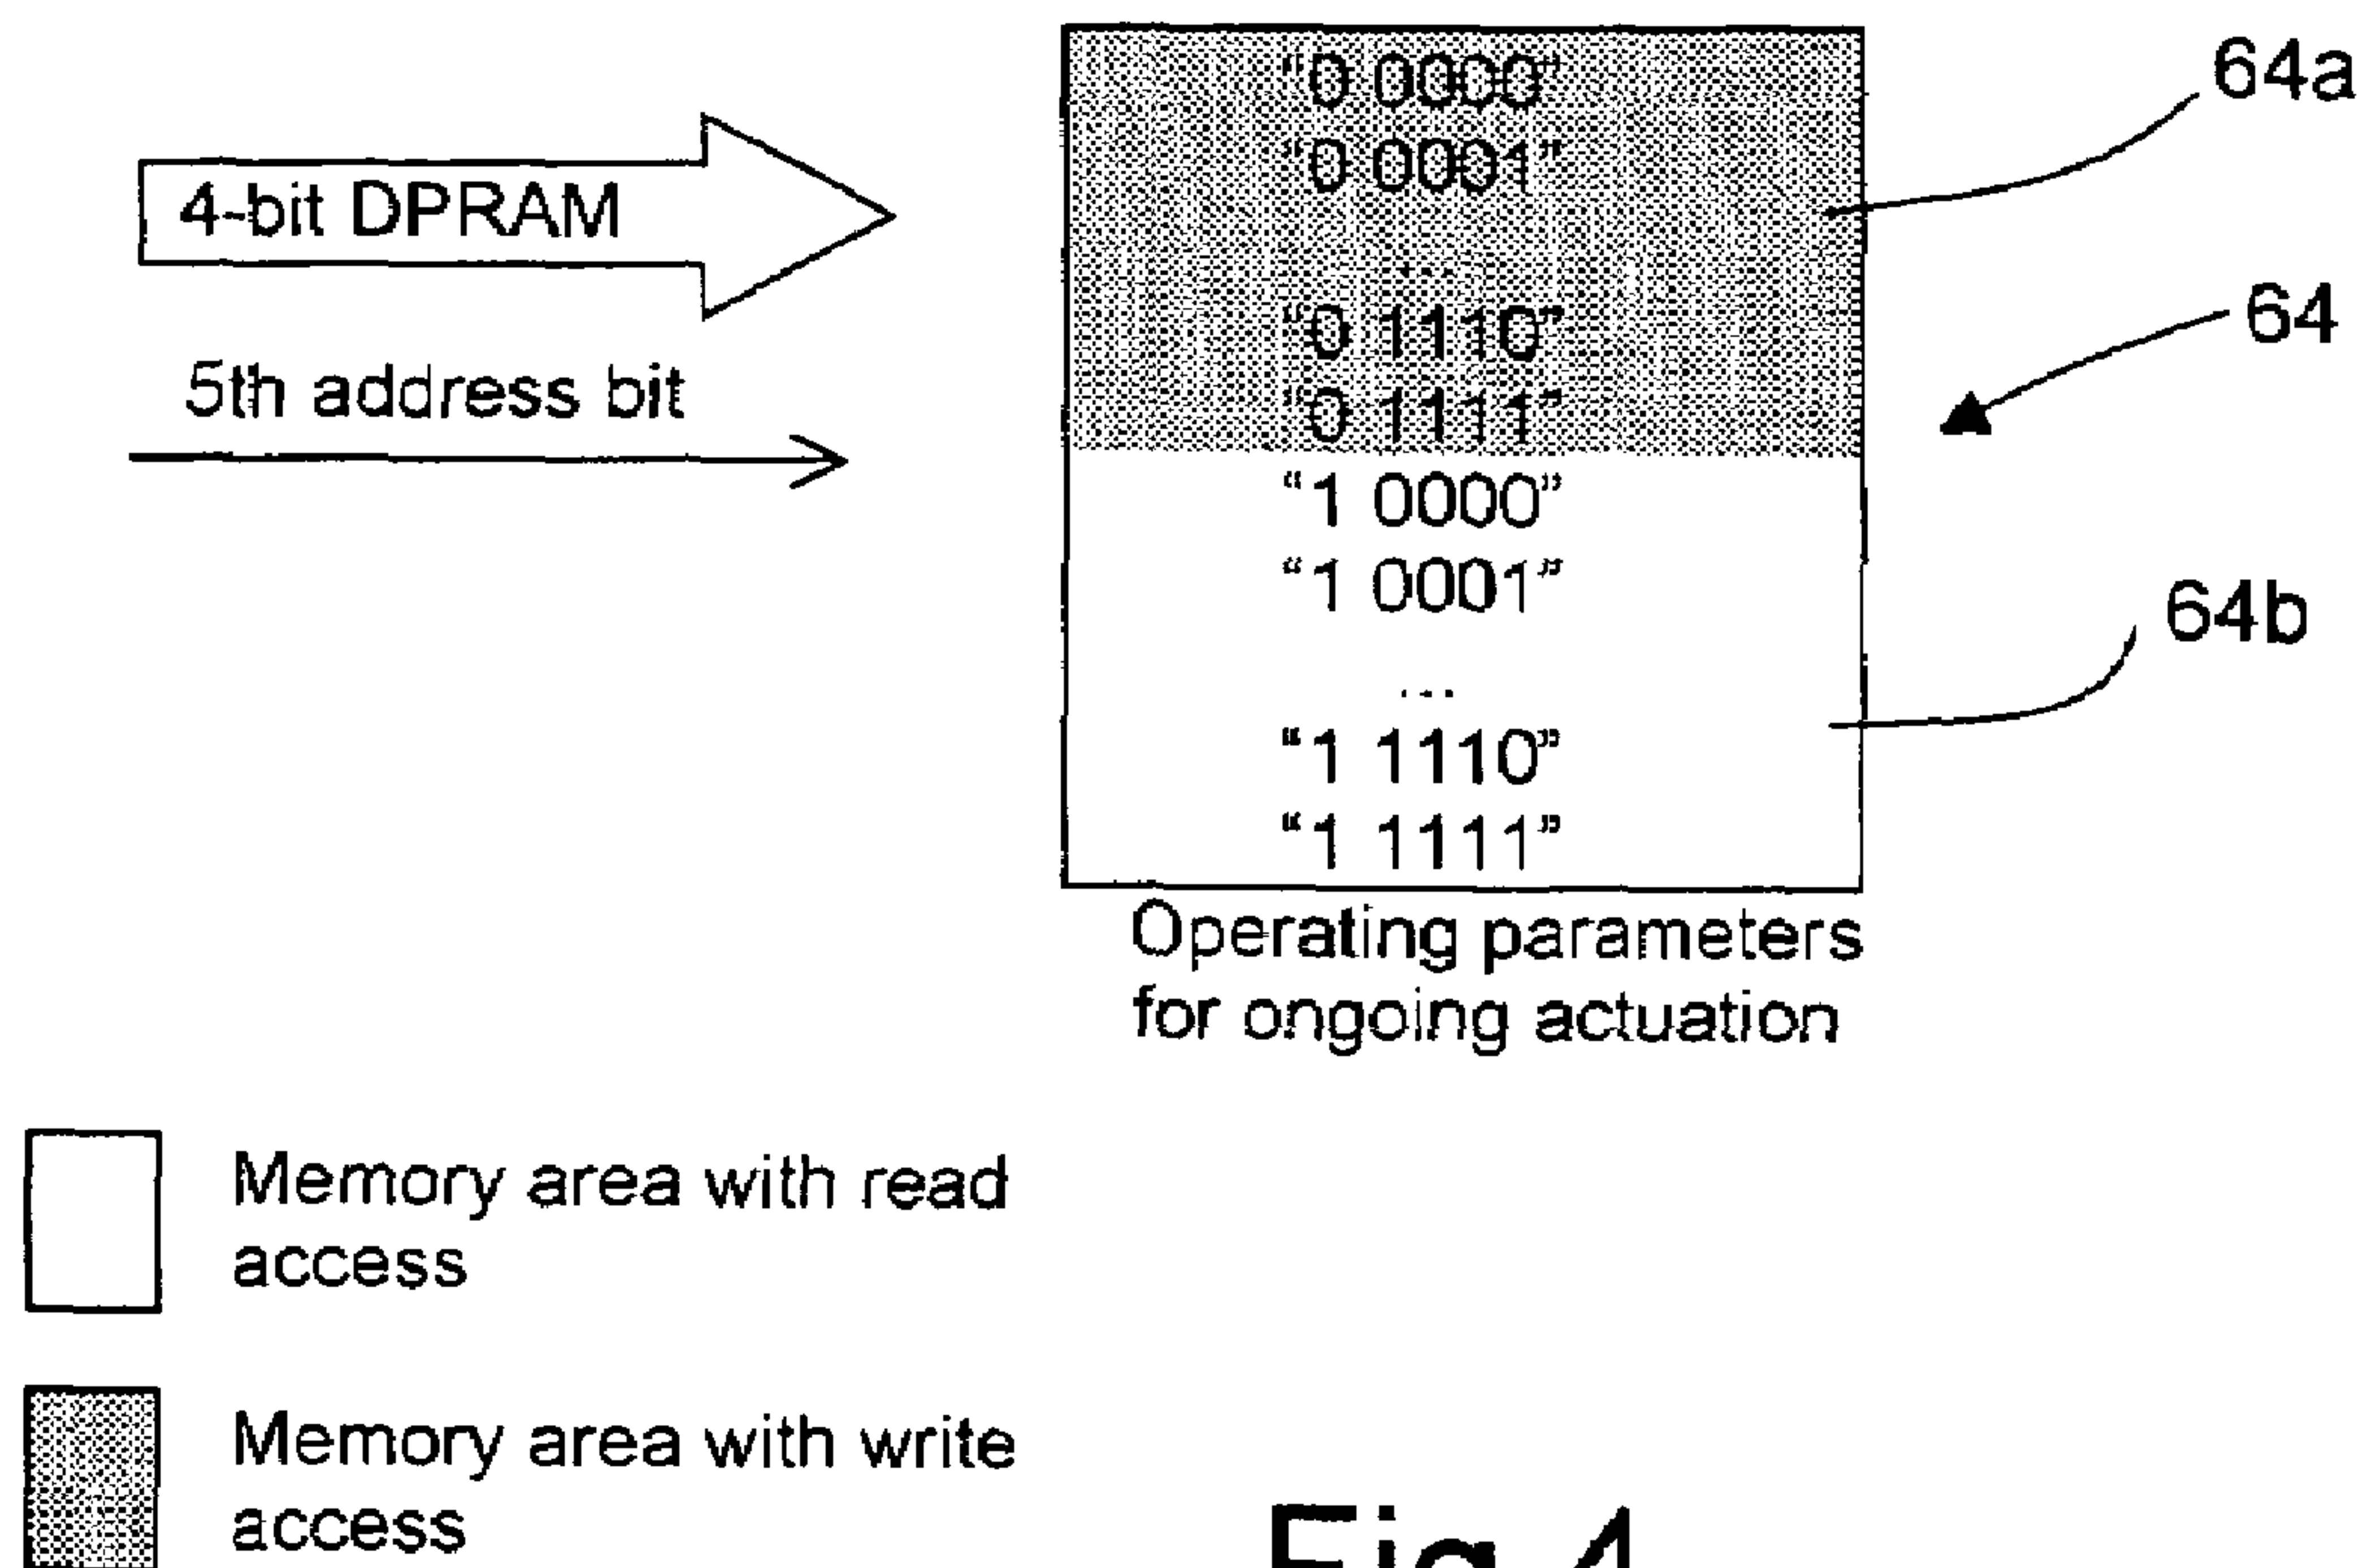 4-bit DPRAM
5th address bit
“0 0000”
“0 0001”
...
“0 1110”
“0 1111”
“1 0000”
“1 0001”
...
“1 1110”
“1 1111”
64a
64
64b
Operating parameters
for ongoing actuation
Memory area with read
access
Memory area with write
access
Fig.4